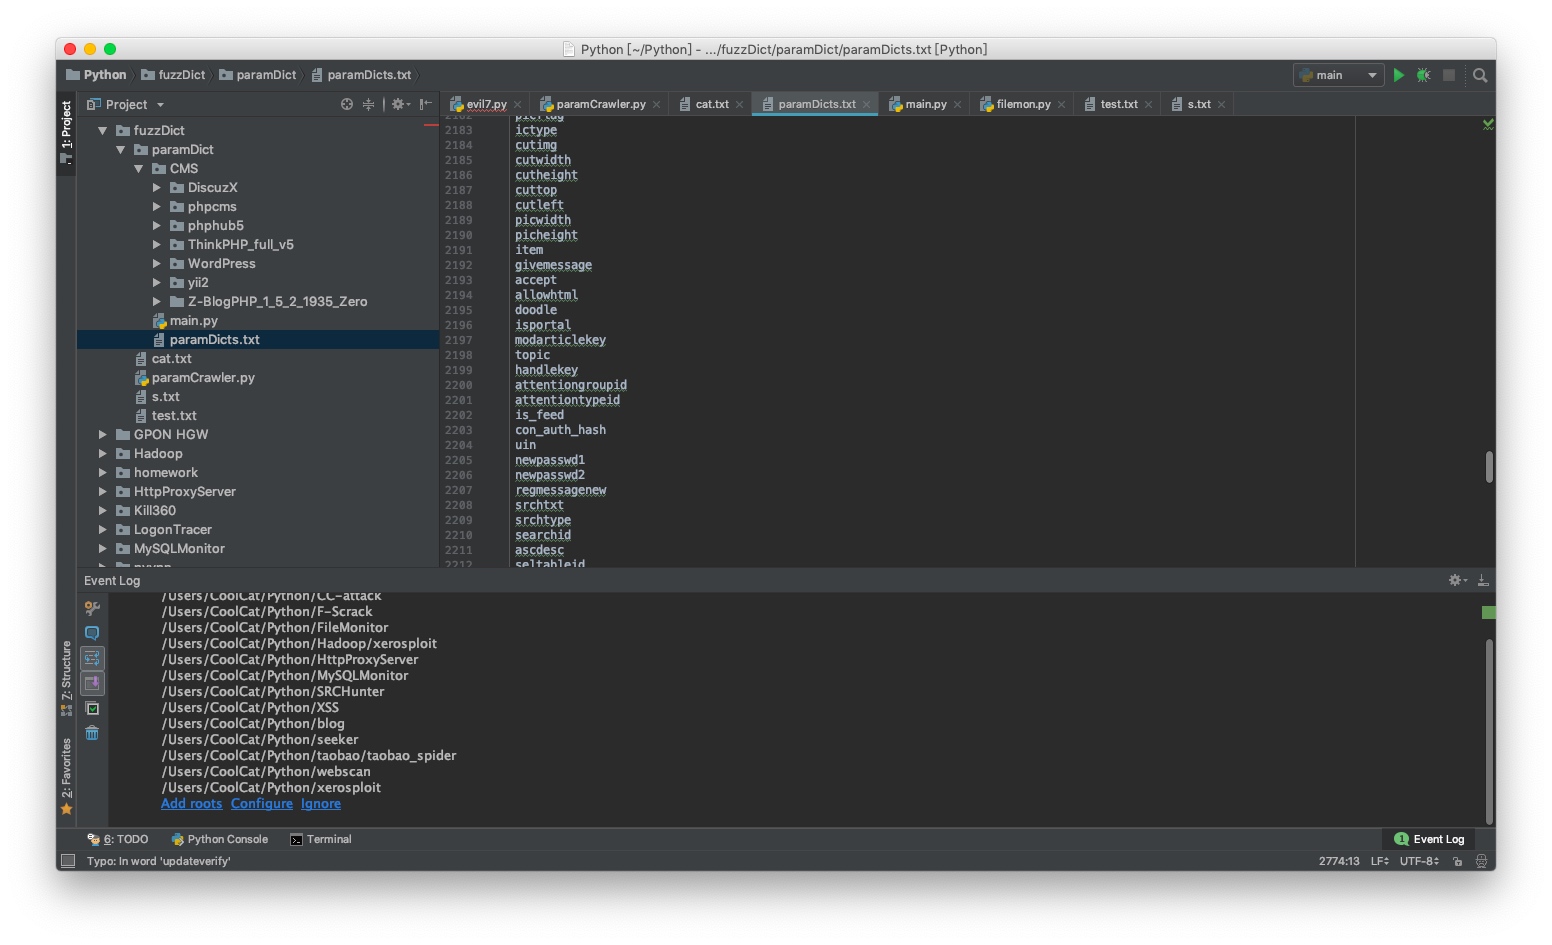 Python [~/Python] - .../fuzzDict/paramDict/paramDicts.txt [Python]
Python fuzzDict paramDict paramDicts.txt main
1: Project
Project
evil7.py paramCrawler.py cat.txt paramDicts.txt main.py filemon.py test.txt s.txt
fuzzDict
paramDict
CMS
DiscuzX
phpcms
phphub5
ThinkPHP_full_v5
WordPress
yii2
Z-BlogPHP_1_5_2_1935_Zero
main.py
paramDicts.txt
cat.txt
paramCrawler.py
s.txt
test.txt
GPON HGW
Hadoop
homework
HttpProxyServer
Kill360
LogonTracer
MySQLMonitor
2182 picflag
2183 ictype
2184 cutimg
2185 cutwidth
2186 cutheight
2187 cuttop
2188 cutleft
2189 picwidth
2190 picheight
2191 item
2192 givemessage
2193 accept
2194 allowhtml
2195 doodle
2196 isportal
2197 modarticlekey
2198 topic
2199 handlekey
2200 attentiongroupid
2201 attentiontypeid
2202 is_feed
2203 con_auth_hash
2204 uin
2205 newpasswd1
2206 newpasswd2
2207 regmessagenew
2208 srchtxt
2209 srchtype
2210 searchid
2211 ascdesc
2212 seltableid
Event Log
/Users/CoolCat/Python/CC-attack
/Users/CoolCat/Python/F-Scrack
/Users/CoolCat/Python/FileMonitor
/Users/CoolCat/Python/Hadoop/xerosploit
/Users/CoolCat/Python/HttpProxyServer
/Users/CoolCat/Python/MySQLMonitor
/Users/CoolCat/Python/SRCHunter
/Users/CoolCat/Python/XSS
/Users/CoolCat/Python/blog
/Users/CoolCat/Python/seeker
/Users/CoolCat/Python/taobao/taobao_spider
/Users/CoolCat/Python/webscan
/Users/CoolCat/Python/xerosploit
Add roots Configure Ignore
7: Structure
2: Favorites
6: TODO Python Console Terminal 1 Event Log
Typo: In word 'updateverify' 2774:13 LF UTF-8